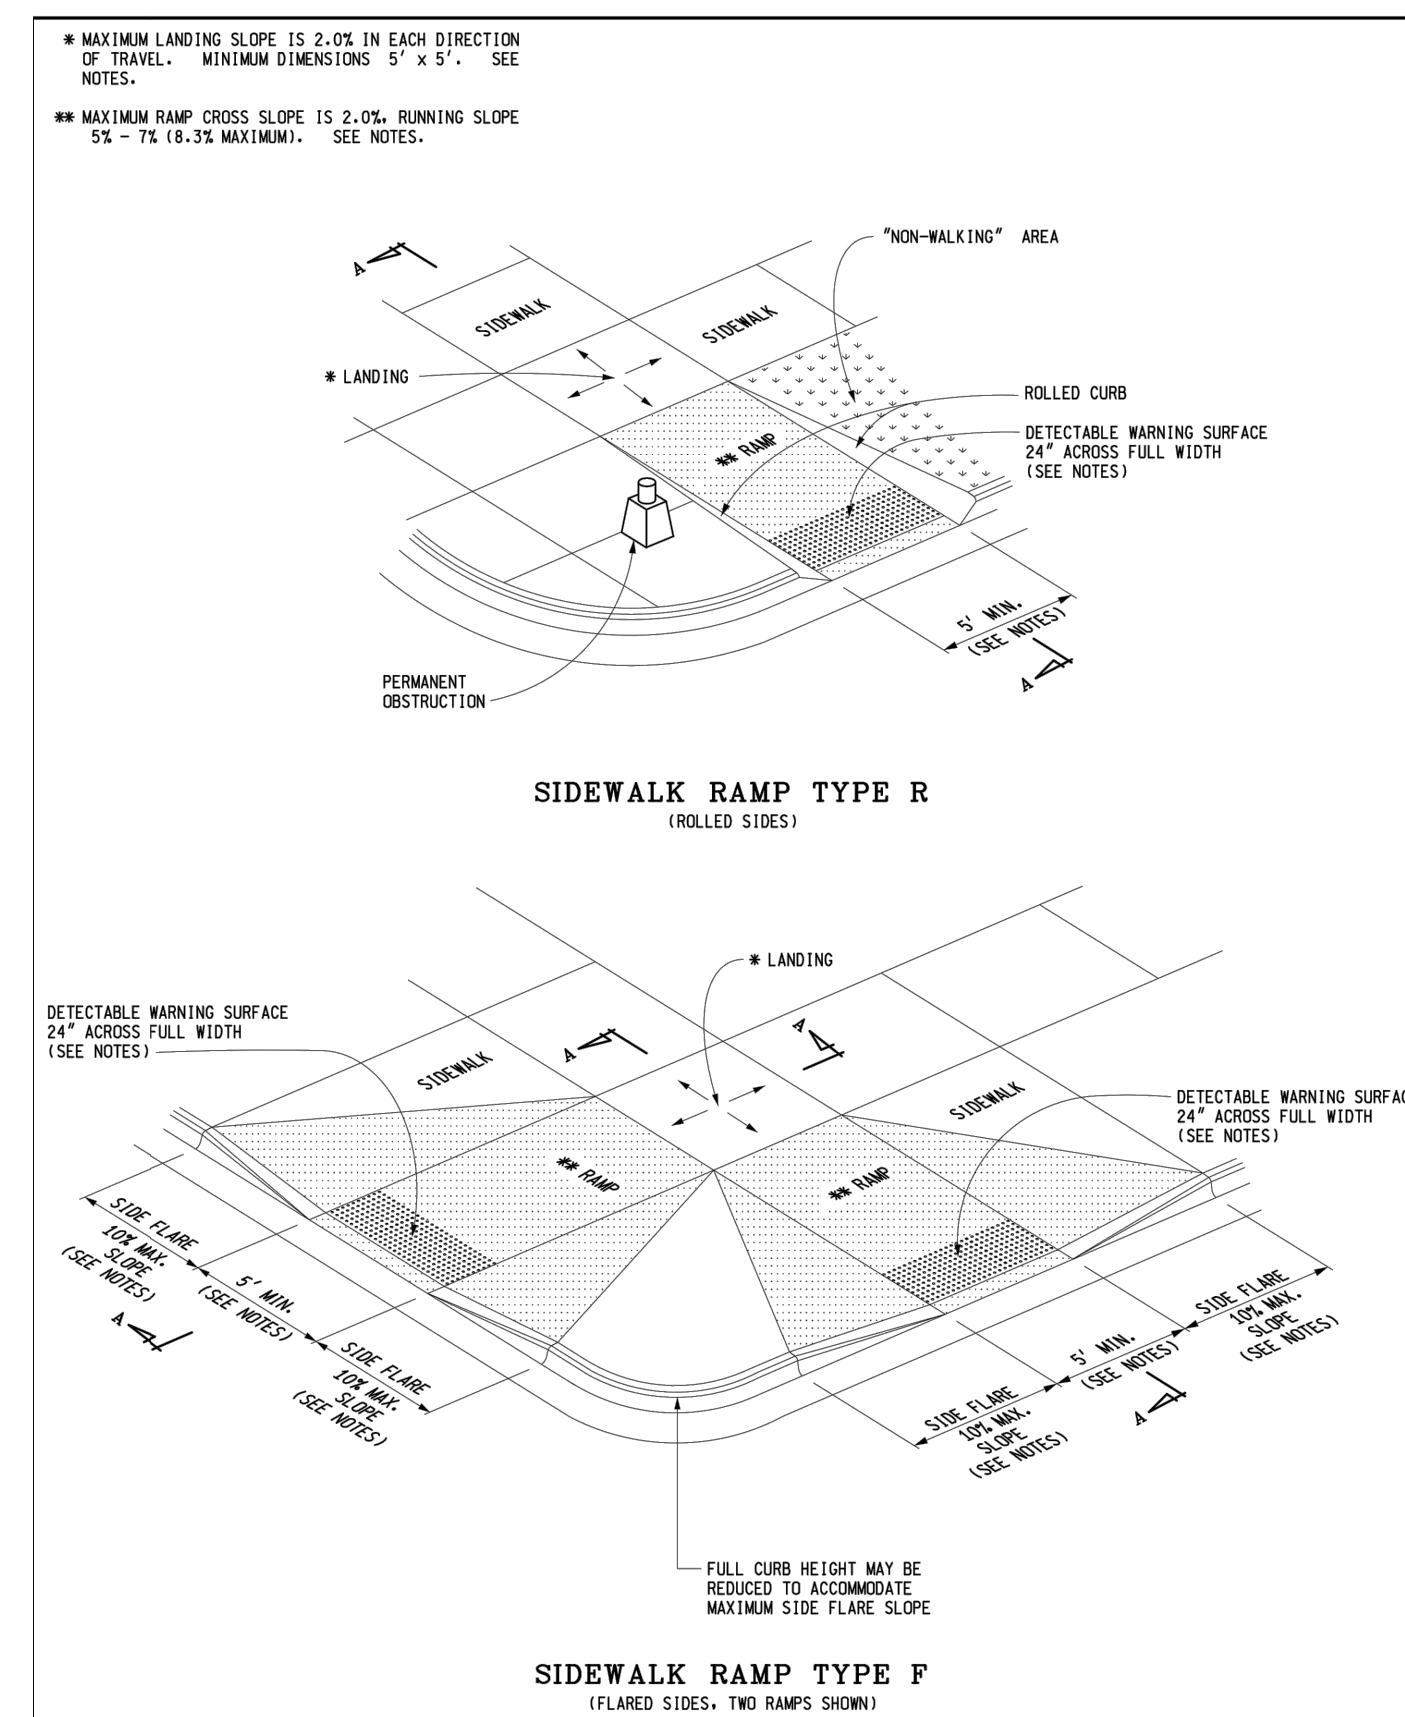 * MAXIMUM LANDING SLOPE IS 2.0% IN EACH DIRECTION
OF TRAVEL. MINIMUM DIMENSIONS 5' x 5'. SEE
NOTES.
** MAXIMUM RAMP CROSS SLOPE IS 2.0%, RUNNING SLOPE
5% - 7% (8.3% MAXIMUM). SEE NOTES.
"NON-WALKING" AREA
A
SIDEWALK
SIDEWALK
* LANDING
ROLLED CURB
DETECTABLE WARNING SURFACE
24" ACROSS FULL WIDTH
(SEE NOTES)
** RAMP
5' MIN.
(SEE NOTES)
A
PERMANENT
OBSTRUCTION
SIDEWALK RAMP TYPE R
(ROLLED SIDES)
* LANDING
DETECTABLE WARNING SURFACE
24" ACROSS FULL WIDTH
(SEE NOTES)
A
A
SIDEWALK
SIDEWALK
DETECTABLE WARNING SURFAC
24" ACROSS FULL WIDTH
(SEE NOTES)
** RAMP
** RAMP
SIDE FLARE
10% MAX.
SLOPE
(SEE NOTES)
5' MIN.
(SEE NOTES)
A
SIDE FLARE
10% MAX.
SLOPE
(SEE NOTES)
SIDE FLARE
10% MAX.
SLOPE
(SEE NOTES)
5' MIN.
(SEE NOTES)
A
SIDE FLARE
10% MAX.
SLOPE
(SEE NOTES)
FULL CURB HEIGHT MAY BE
REDUCED TO ACCOMMODATE
MAXIMUM SIDE FLARE SLOPE
SIDEWALK RAMP TYPE F
(FLARED SIDES, TWO RAMPS SHOWN)